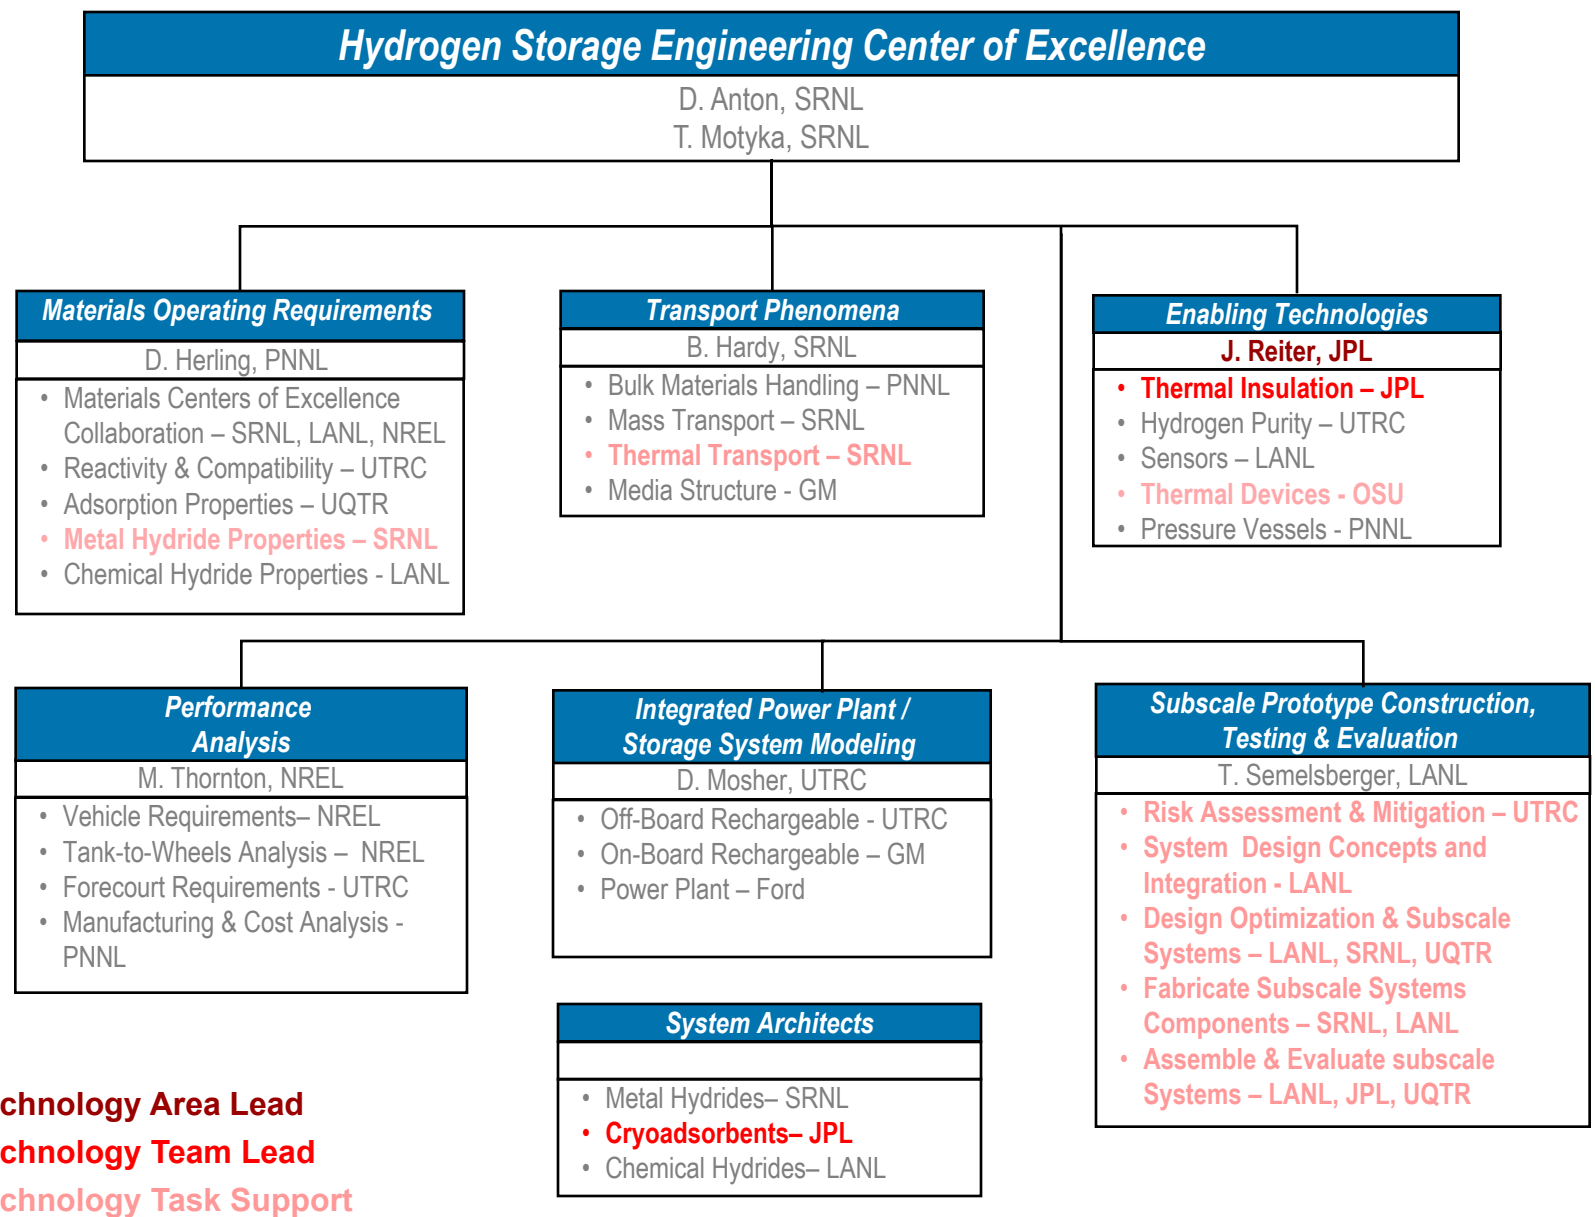 Hydrogen Storage Engineering Center of Excellence
D. Anton, SRNL
T. Motyka, SRNL
Materials Operating Requirements
D. Herling, PNNL
• Materials Centers of Excellence
Collaboration – SRNL, LANL, NREL
• Reactivity & Compatibility – UTRC
• Adsorption Properties – UQTR
• Metal Hydride Properties – SRNL
• Chemical Hydride Properties - LANL
Transport Phenomena
B. Hardy, SRNL
• Bulk Materials Handling – PNNL
• Mass Transport – SRNL
• Thermal Transport – SRNL
• Media Structure - GM
Enabling Technologies
J. Reiter, JPL
• Thermal Insulation – JPL
• Hydrogen Purity – UTRC
• Sensors – LANL
• Thermal Devices - OSU
• Pressure Vessels - PNNL
Performance
Analysis
M. Thornton, NREL
• Vehicle Requirements– NREL
• Tank-to-Wheels Analysis – NREL
• Forecourt Requirements - UTRC
• Manufacturing & Cost Analysis -
PNNL
Integrated Power Plant /
Storage System Modeling
D. Mosher, UTRC
• Off-Board Rechargeable - UTRC
• On-Board Rechargeable – GM
• Power Plant – Ford
Subscale Prototype Construction,
Testing & Evaluation
T. Semelsberger, LANL
• Risk Assessment & Mitigation – UTRC
• System Design Concepts and
Integration - LANL
• Design Optimization & Subscale
Systems – LANL, SRNL, UQTR
• Fabricate Subscale Systems
Components – SRNL, LANL
• Assemble & Evaluate subscale
Systems – LANL, JPL, UQTR
System Architects
• Metal Hydrides– SRNL
• Cryoadsorbents– JPL
• Chemical Hydrides– LANL
chnology Area Lead
chnology Team Lead
chnology Task Support